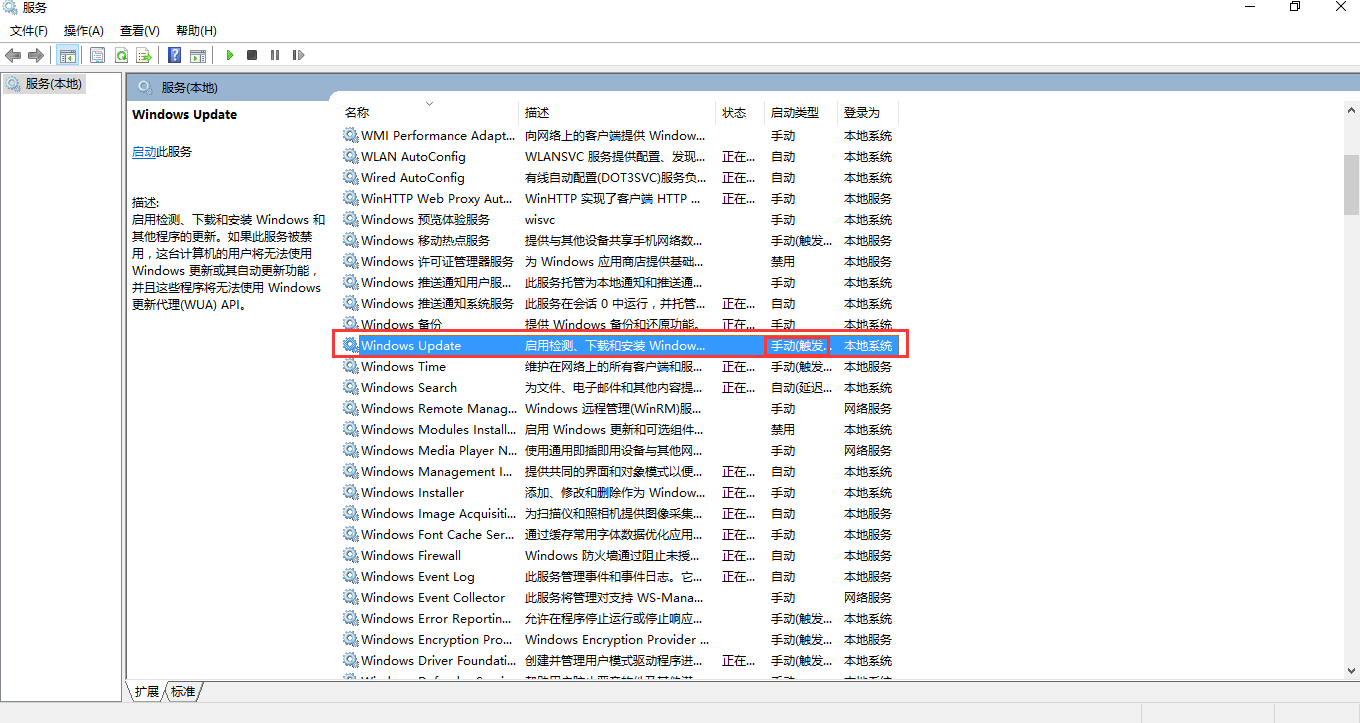 服务
文件(F) 操作(A) 查看(V) 帮助(H)
服务(本地)
服务(本地)
Windows Update
启动此服务
描述:
启用检测、下载和安装 Windows 和
其他程序的更新。如果此服务被禁
用，这台计算机的用户将无法使用
Windows 更新或其自动更新功能，
并且这些程序将无法使用 Windows
更新代理(WUA) API。
名称 描述 状态 启动类型 登录为
WMI Performance Adapt... 向网络上的客户端提供 Window... 手动 本地系统
WLAN AutoConfig WLANSVC 服务提供配置、发现... 正在... 自动 本地系统
Wired AutoConfig 有线自动配置(DOT3SVC)服务负... 正在... 自动 本地系统
WinHTTP Web Proxy Aut... WinHTTP 实现了客户端 HTTP ... 正在... 手动 本地服务
Windows 预览体验服务 wisvc 手动 本地系统
Windows 移动热点服务 提供与其他设备共享手机网络数... 手动(触发... 本地服务
Windows 许可证管理器服务 为 Windows 应用商店提供基础... 禁用 本地服务
Windows 推送通知用户服... 此服务托管为本地通知和推送通... 手动 本地系统
Windows 推送通知系统服务 此服务在会话 0 中运行，并托管... 正在... 自动 本地系统
Windows 备份 提供 Windows 备份和还原功能。 正在... 手动 本地系统
Windows Update 启用检测、下载和安装 Window... 手动(触发... 本地系统
Windows Time 维护在网络上的所有客户端和服... 正在... 手动(触发... 本地服务
Windows Search 为文件、电子邮件和其他内容提... 正在... 自动(延迟... 本地系统
Windows Remote Manag... Windows 远程管理(WinRM)服... 手动 网络服务
Windows Modules Install... 启用 Windows 更新和可选组件... 禁用 本地系统
Windows Media Player N... 使用通用即插即用设备与其他网... 手动 网络服务
Windows Management I... 提供共同的界面和对象模式以便... 正在... 自动 本地系统
Windows Installer 添加、修改和删除作为 Window... 正在... 手动 本地系统
Windows Image Acquisiti... 为扫描仪和照相机提供图像采集... 正在... 自动 本地服务
Windows Font Cache Ser... 通过缓存常用字体数据优化应用... 正在... 手动 本地服务
Windows Firewall Windows 防火墙通过阻止未授... 正在... 自动 本地服务
Windows Event Log 此服务管理事件和事件日志。它... 正在... 自动 本地服务
Windows Event Collector 此服务将管理对支持 WS-Mana... 手动 网络服务
Windows Error Reportin... 允许在程序停止运行或停止响应... 手动(触发... 本地系统
Windows Encryption Pro... Windows Encryption Provider ... 手动(触发... 本地服务
Windows Driver Foundati... 创建并管理用户模式驱动程序进... 正在... 手动(触发... 本地系统
扩展 标准